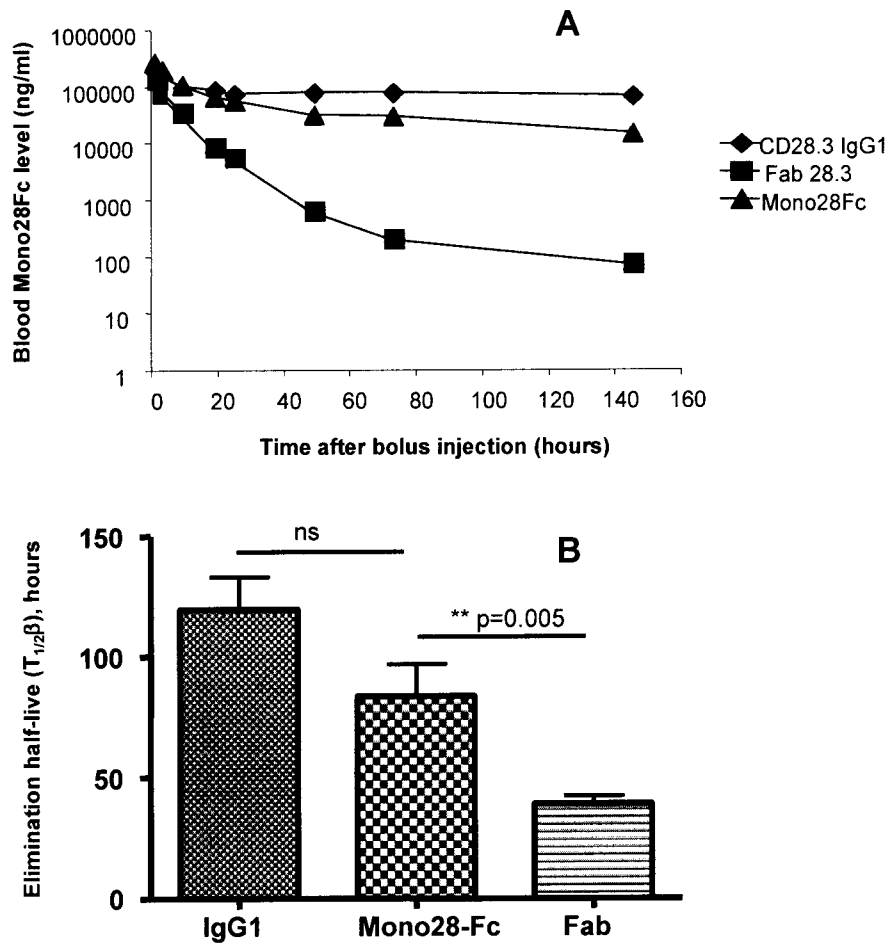 A
1000000
100000
10000
1000
100
10
1
Blood Mono28Fc level (ng/ml)
0 20 40 60 80 100 120 140 160
Time after bolus injection (hours)
CD28.3 IgG1
Fab 28.3
Mono28Fc
B
150
100
50
0
Elimination half-live (T1/2β), hours
ns
** p=0.005
IgG1 Mono28-Fc Fab